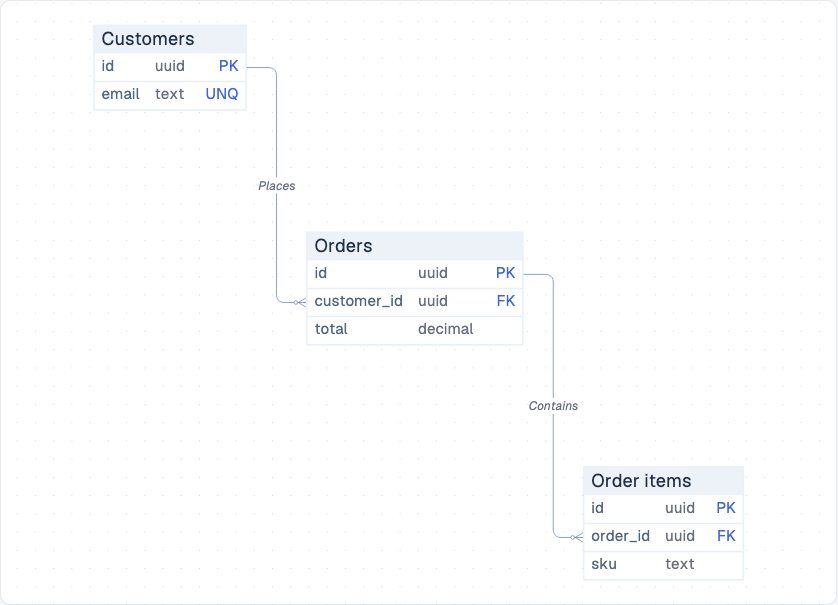 Customers
id uuid PK
email text UNQ
Places
Orders
id uuid PK
customer_id uuid FK
total decimal
Contains
Order items
id uuid PK
order_id uuid FK
sku text